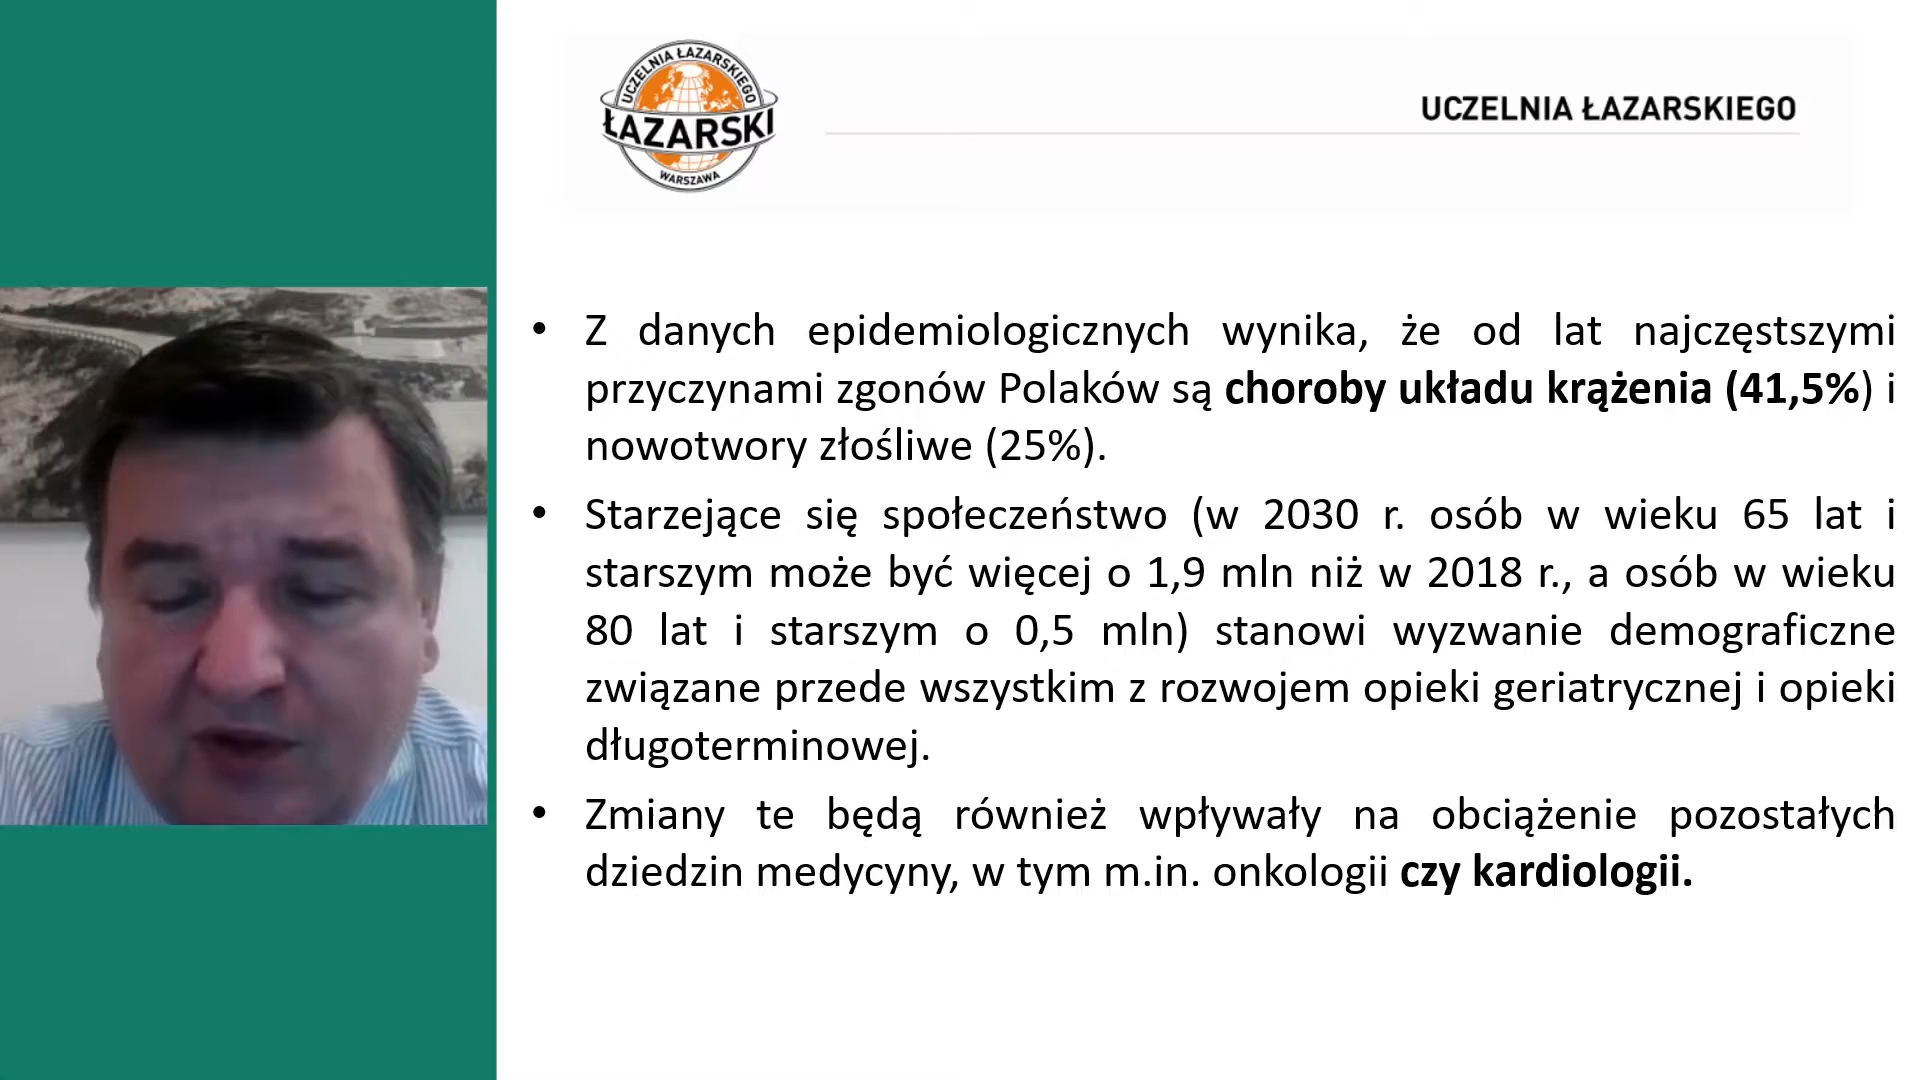 UCZELNIA ŁAZARSKIEGO
ŁAZARSKI
WARSZAWA
UCZELNIA ŁAZARSKIEGO
• Z danych epidemiologicznych wynika, że od lat najczęstszymi
przyczynami zgonów Polaków są choroby układu krążenia (41,5%) i
nowotwory złośliwe (25%).
• Starzejące się społeczeństwo (w 2030 r. osób w wieku 65 lat i
starszym może być więcej o 1,9 mln niż w 2018 r., a osób w wieku
80 lat i starszym o 0,5 mln) stanowi wyzwanie demograficzne
związane przede wszystkim z rozwojem opieki geriatrycznej i opieki
długoterminowej.
• Zmiany te będą również wpływały na obciążenie pozostałych
dziedzin medycyny, w tym m.in. onkologii czy kardiologii.